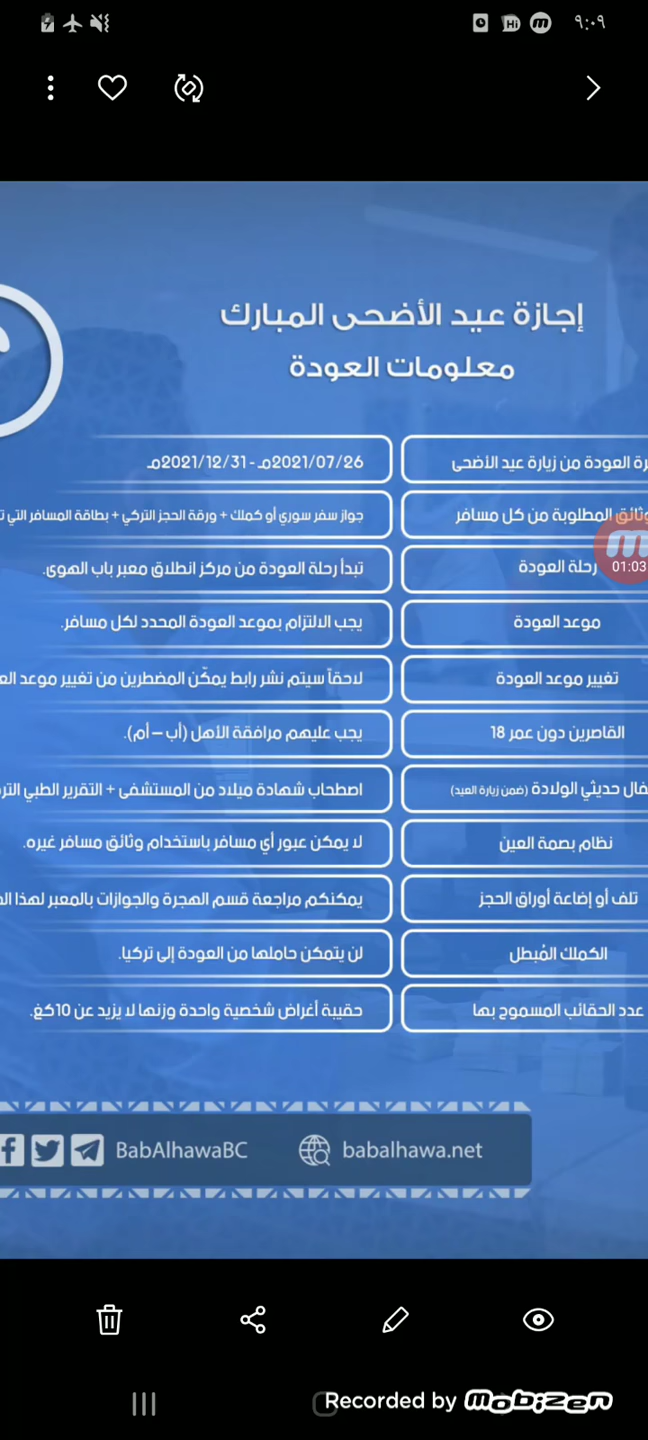 ٩:٠٩
إجازة عيد الأضحى المبارك
معلومات العودة
رة العودة من زيارة عيد الأضحى
2021/07/26مـ - 2021/12/31مـ
وثائق المطلوبة من كل مسافر
جواز سفر سوري أو كملك + ورقة الحجز التركي + بطاقة المسافر التي
رحلة العودة
تبدأ رحلة العودة من مركز انطلاق معبر باب الهوى.
موعد العودة
يجب الالتزام بموعد العودة المحدد لكل مسافر.
تغيير موعد العودة
لاحقاً سيتم نشر رابط يمكّن المضطرين من تغيير موعد
القاصرين دون عمر 18
يجب عليهم مرافقة الأهل (أب – أم).
فال حديثي الولادة (ضمن زيارة العيد)
اصطحاب شهادة ميلاد من المستشفى + التقرير الطبي
نظام بصمة العين
لا يمكن عبور أي مسافر باستخدام وثائق مسافر غيره.
تلف أو إضاعة أوراق الحجز
يمكنكم مراجعة قسم الهجرة والجوازات بالمعبر لهذا
الكملك المُبطل
لن يتمكن حاملها من العودة إلى تركيا.
عدد الحقائب المسموح بها
حقيبة أغراض شخصية واحدة وزنها لا يزيد عن 10كغ.
01:03
BabAlhawaBC
babalhawa.net
Recorded by mobizen